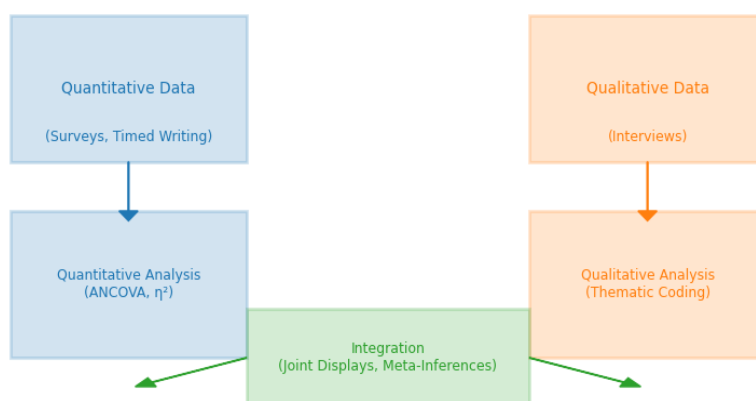 Quantitative Data
(Surveys, Timed Writing)
Qualitative Data
(Interviews)
Quantitative Analysis
(ANCOVA, η²)
Qualitative Analysis
(Thematic Coding)
Integration
(Joint Displays, Meta-Inferences)